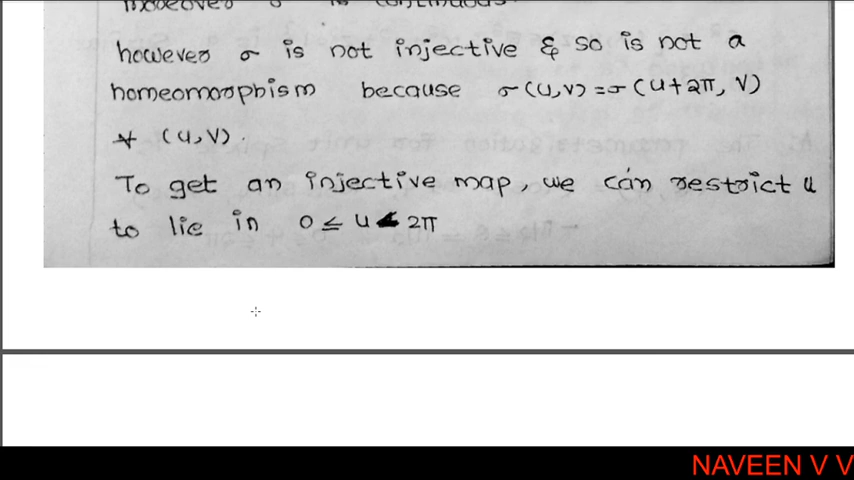 however σ is not injective & so is not a
homeomorphism because σ(u,v)=σ(u+2π, v)
∀ (u,v).
To get an injective map, we can restrict u
to lie in 0 ≤ u < 2π
NAVEEN V V